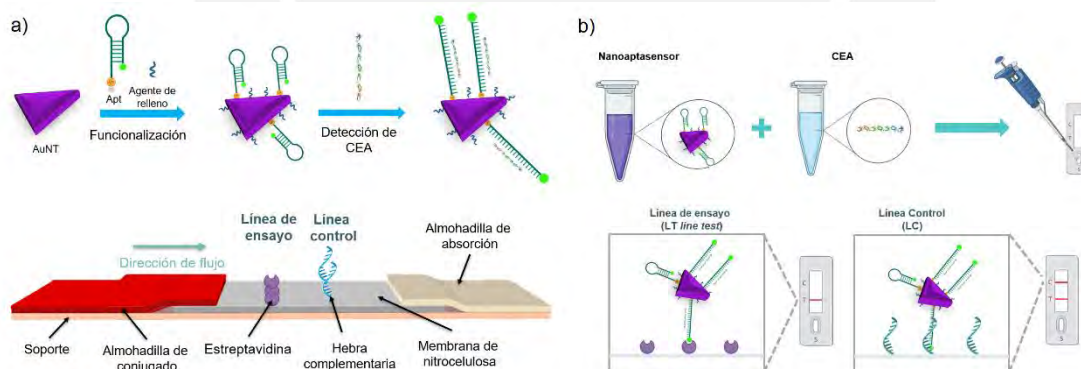 a)
Apt
Agente de
relleno
AuNT
Funcionalización
Detección de
CEA
Línea de
ensayo
Línea
control
Almohadilla de
absorción
Dirección de flujo
Soporte
Almohadilla de
conjugado
Estreptavidina
Hebra
complementaria
Membrana de
nitrocelulosa
b)
Nanoaptasensor
CEA
Línea de ensayo
(LT line test)
Línea Control
(LC)
C
T
S
C
T
S